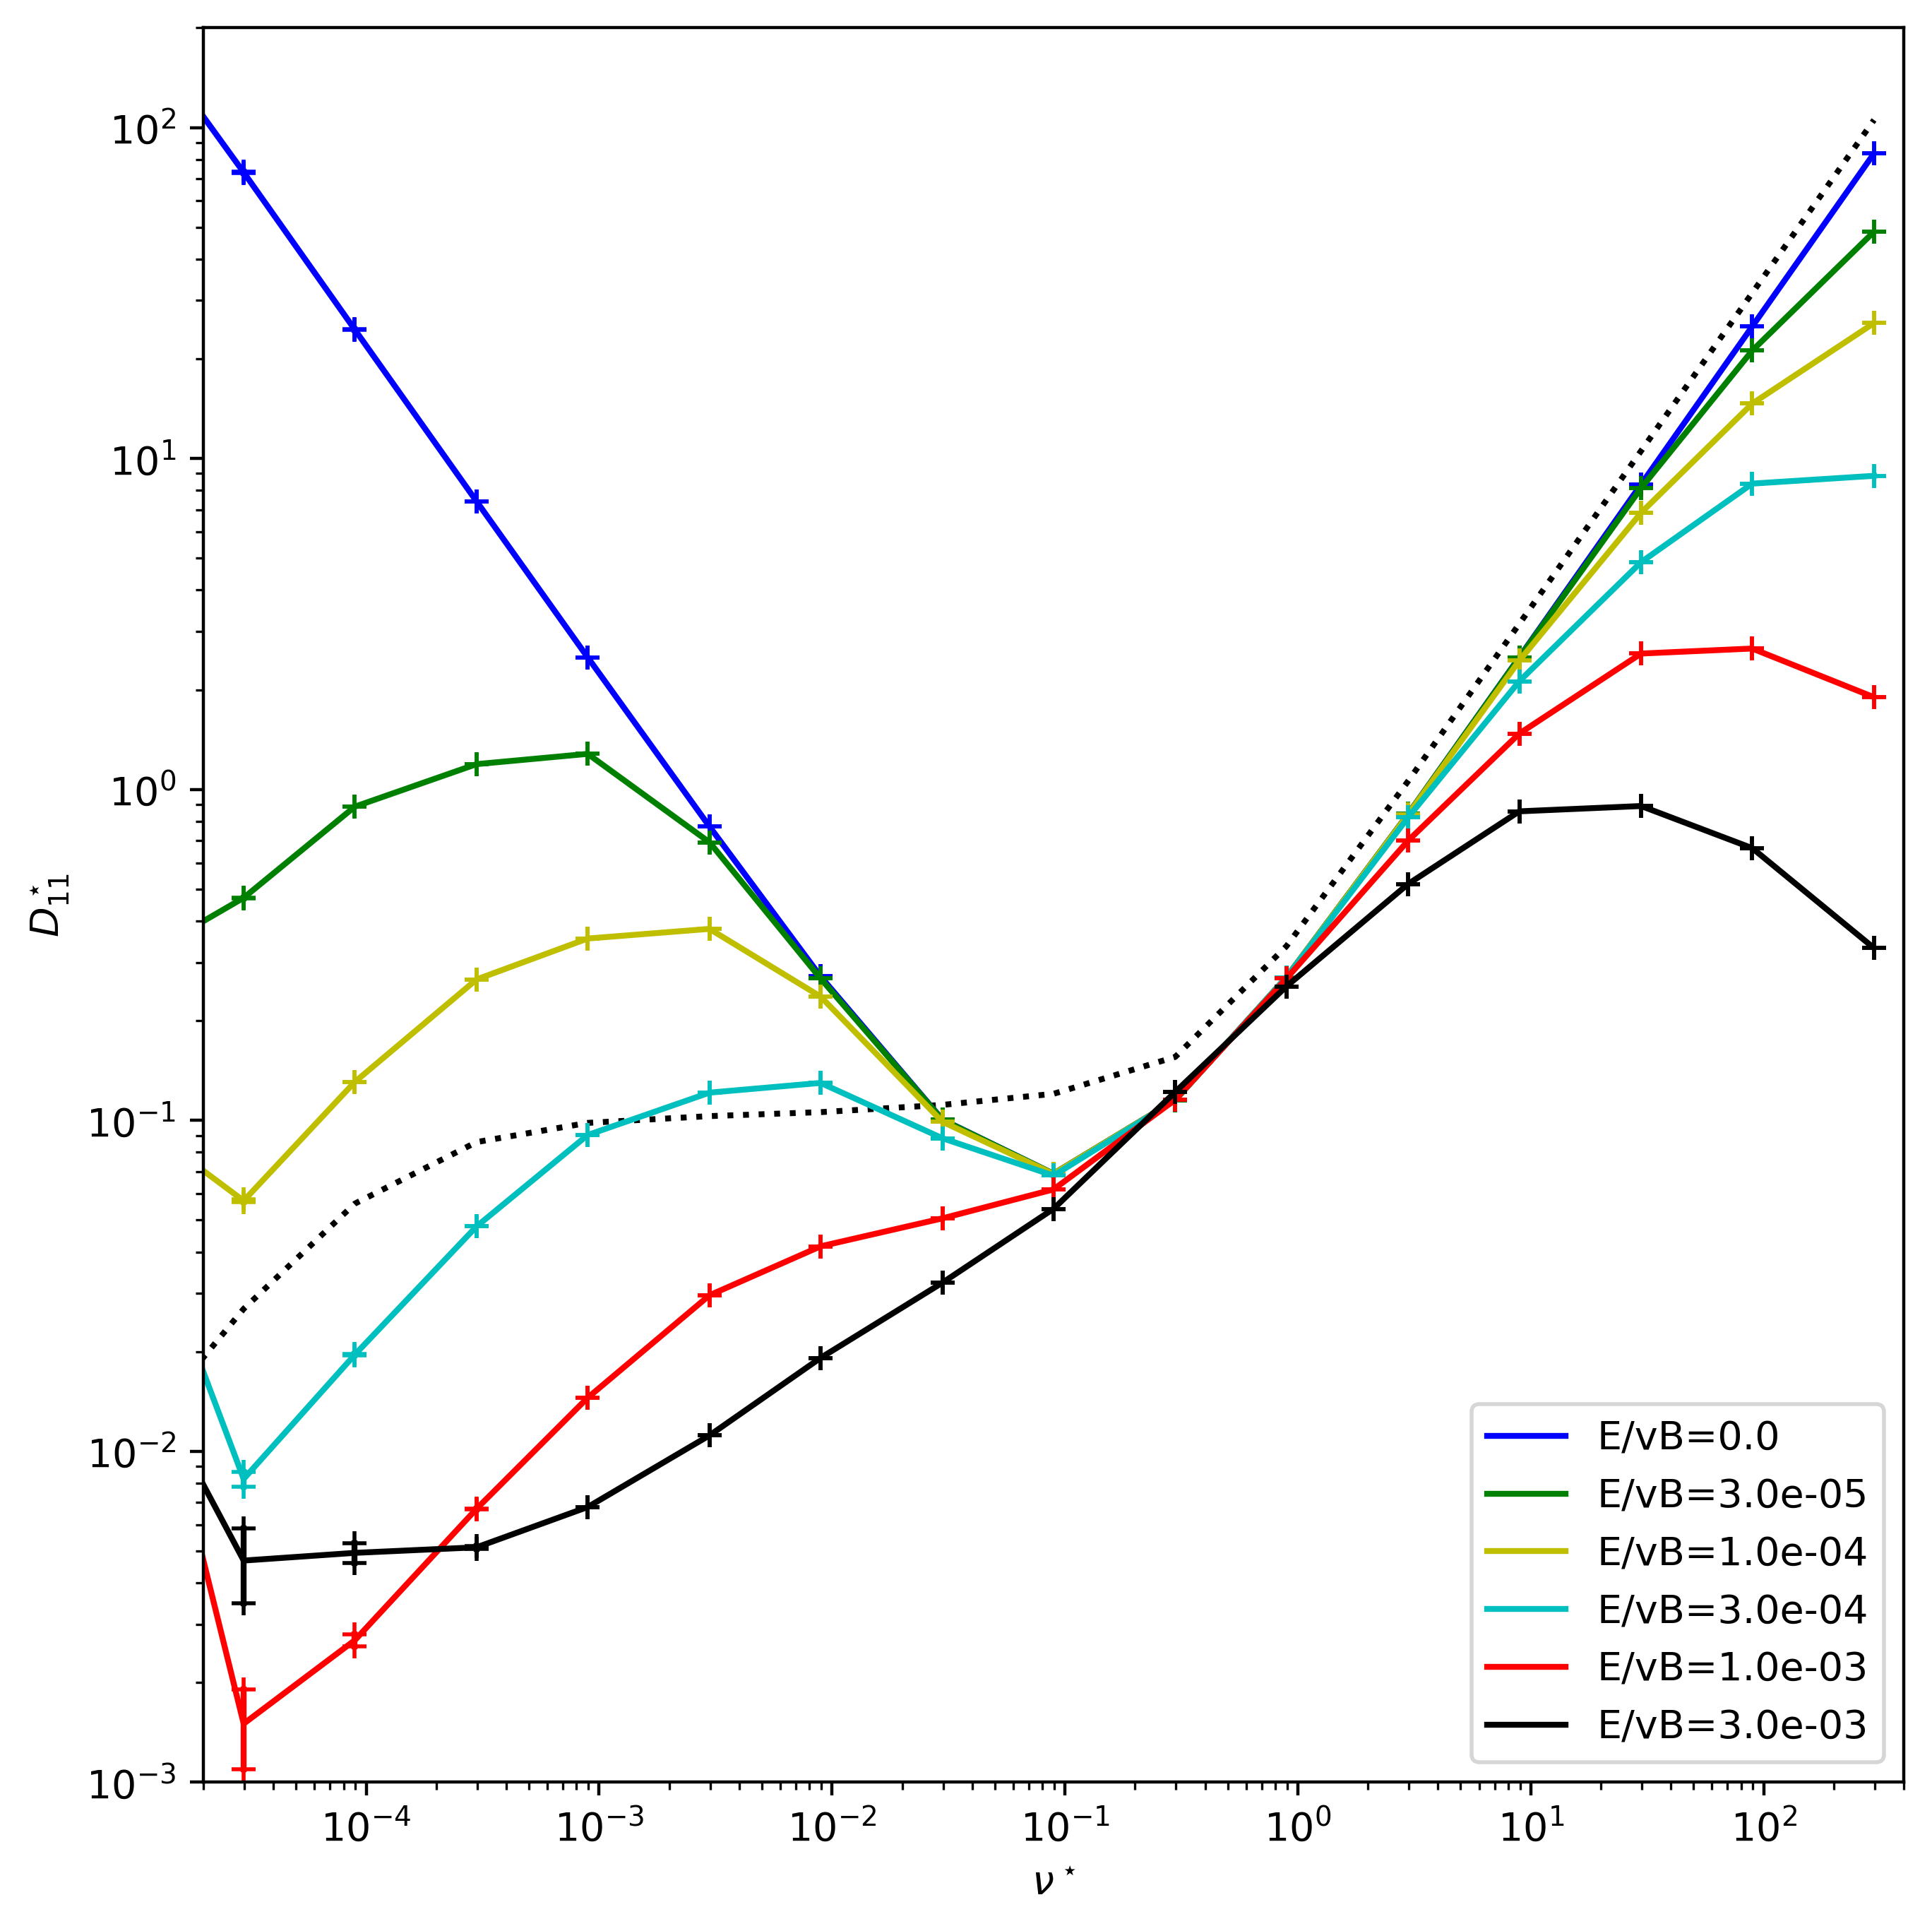 10²
10¹
10⁰
10⁻¹
10⁻²
10⁻³
D₁₁*
10⁻⁴ 10⁻³ 10⁻² 10⁻¹ 10⁰ 10¹ 10²
ν*
E/vB=0.0
E/vB=3.0e-05
E/vB=1.0e-04
E/vB=3.0e-04
E/vB=1.0e-03
E/vB=3.0e-03